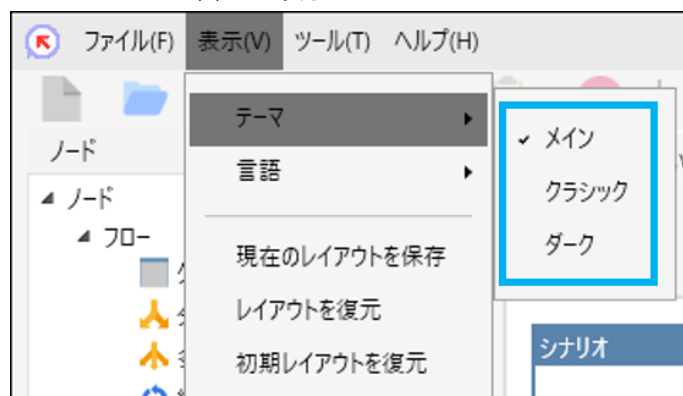 ファイル(F) 表示(V) ツール(T) ヘルプ(H)
テーマ
メイン
クラシック
ダーク
言語
現在のレイアウトを保存
レイアウトを復元
初期レイアウトを復元
ノード
ノード
フロー
シナリオ